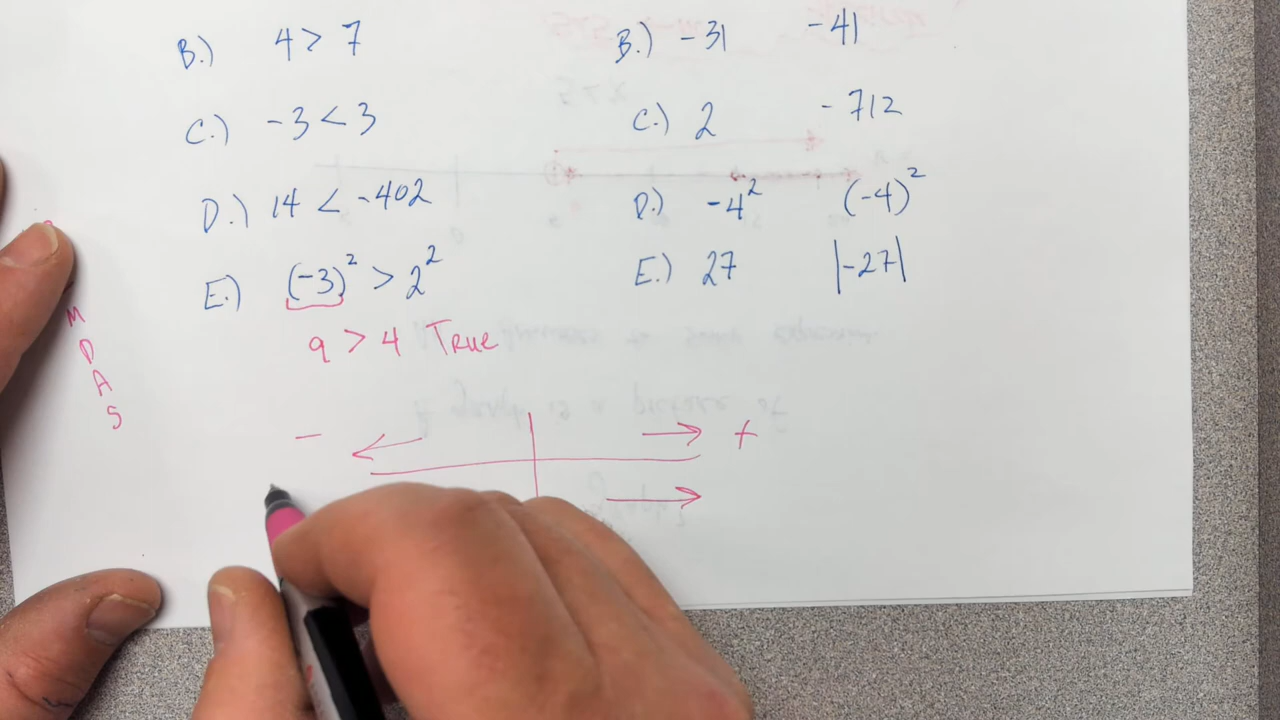 B.) 4 > 7
C.) -3 < 3
D.) 14 < -402
E.) (-3)² > 2²
9 > 4 True
- +
B.) -31 -41
C.) 2 -712
D.) -4² (-4)²
E.) 27 |-27|
M
D
A
S